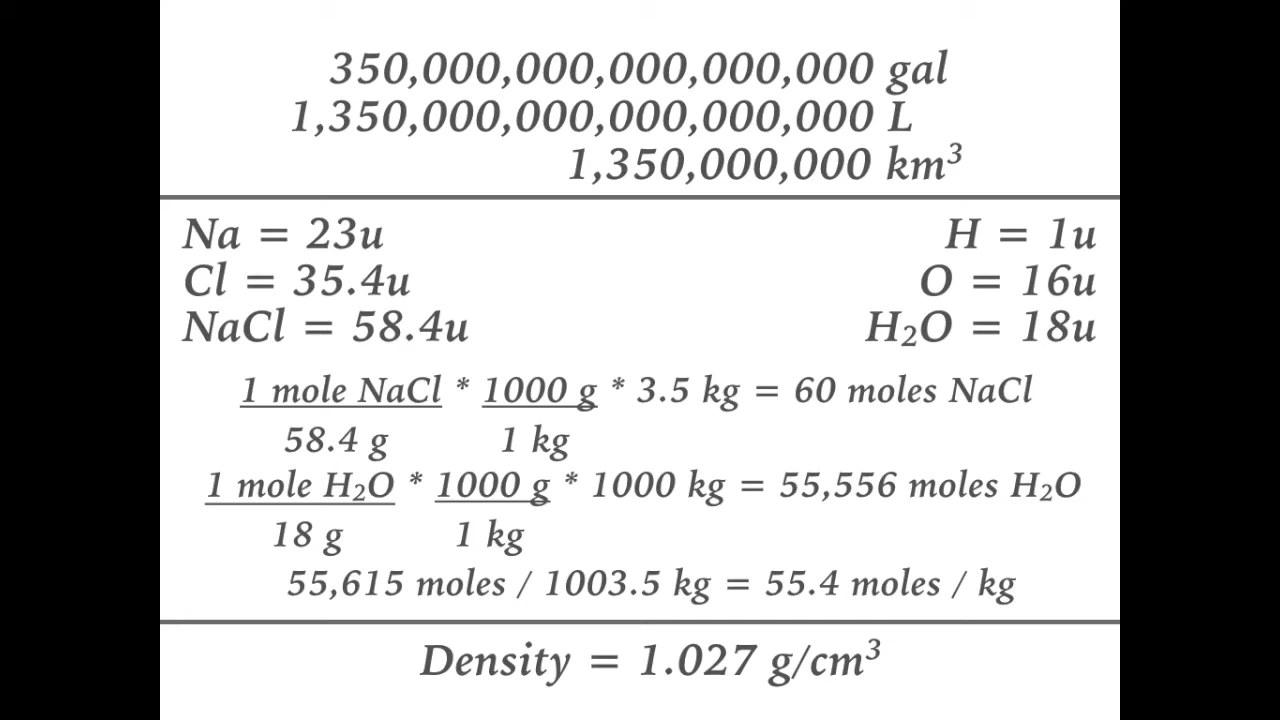 350,000,000,000,000,000,000 gal
1,350,000,000,000,000,000,000 L
1,350,000,000 km³
Na = 23u
Cl = 35.4u
NaCl = 58.4u
H = 1u
O = 16u
H₂O = 18u
1 mole NaCl * 1000 g * 3.5 kg = 60 moles NaCl
58.4 g 1 kg
1 mole H₂O * 1000 g * 1000 kg = 55,556 moles H₂O
18 g 1 kg
55,615 moles / 1003.5 kg = 55.4 moles / kg
Density = 1.027 g/cm³